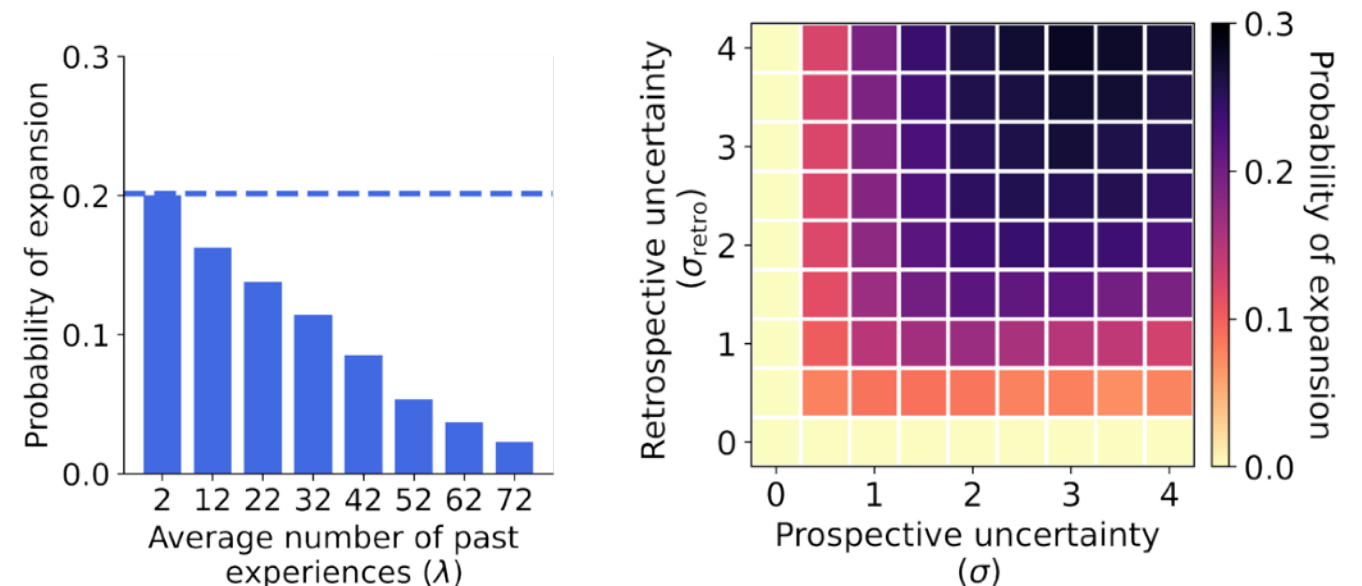 Probability of expansion
0.3
0.2
0.1
0.0
2 12 22 32 42 52 62 72
Average number of past
experiences (λ)
Retrospective uncertainty
(σretro)
4
3
2
1
0
0 1 2 3 4
Prospective uncertainty
(σ)
0.3
0.2
0.1
0.0
Probability of expansion